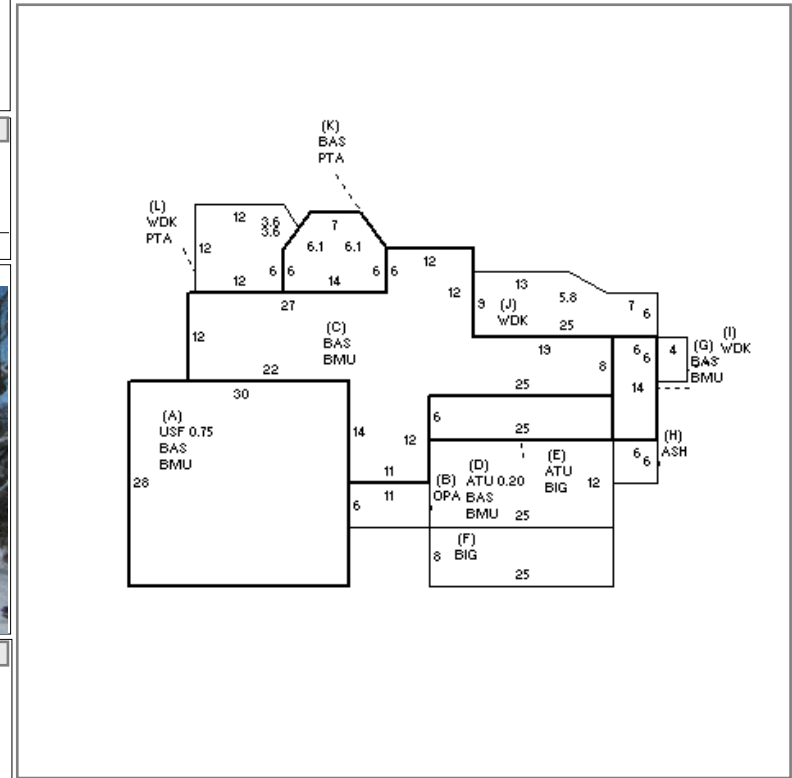 (K)
BAS
PTA
(L)
WDK
PTA
12
3.6
3.6
7
12
6.1
6.1
12
12
6
6
14
6
6
12
13
5.8
7
6
9
(J)
WDK
25
27
12
(C)
BAS
BMU
19
8
6
6
4
(G)
BAS
BMU
(I)
WDK
22
25
14
30
(A)
USF 0.75
BAS
BMU
28
14
12
6
25
11
11
6
(B)
OPA
(D)
ATU 0.20
BAS
BMU
(E)
ATU
BIG
12
25
6
6
(H)
ASH
(F)
BIG
8
25